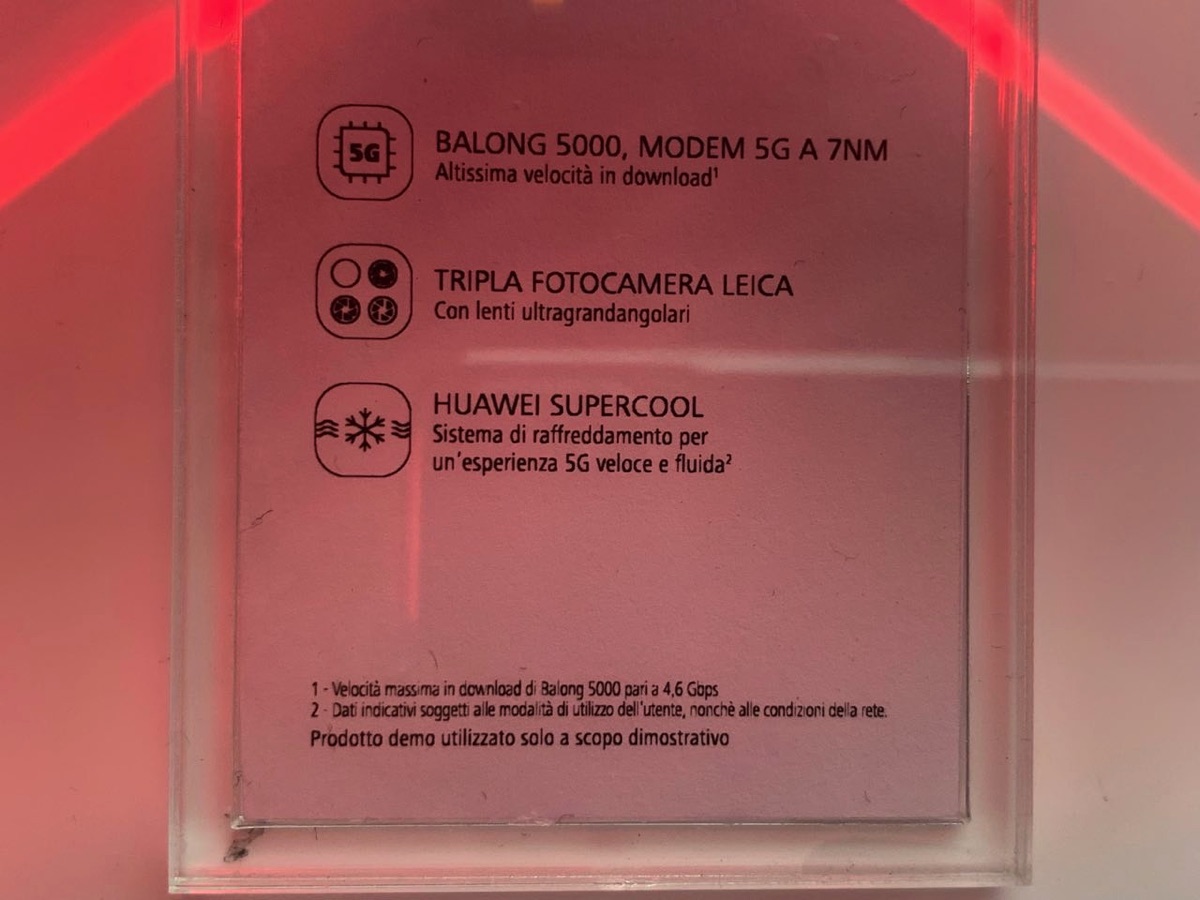 5G
BALONG 5000, MODEM 5G A 7NM
Altissima velocità in download¹
TRIPLA FOTOCAMERA LEICA
Con lenti ultragrandangolari
HUAWEI SUPERCOOL
Sistema di raffreddamento per
un'esperienza 5G veloce e fluida²
1 - Velocità massima in download di Balong 5000 pari a 4,6 Gbps
2 - Dati indicativi soggetti alle modalità di utilizzo dell'utente, nonchè alle condizioni della rete.
Prodotto demo utilizzato solo a scopo dimostrativo